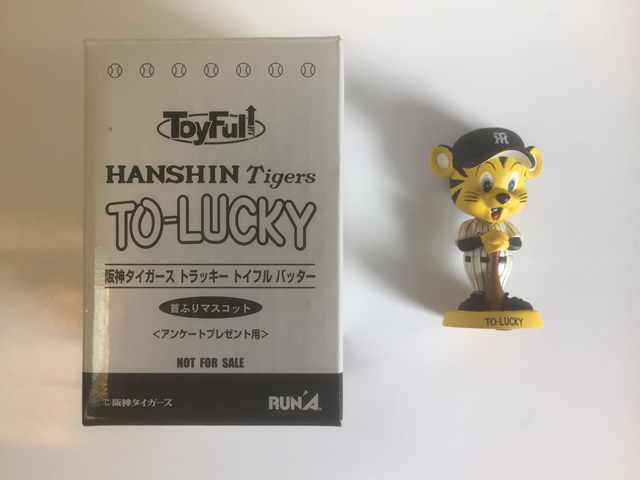 ToyFul!
HANSHIN Tigers
TO-LUCKY
阪神タイガース トラッキー トイフル バッター
首ふりマスコット
＜アンケートプレゼント用＞
NOT FOR SALE
©阪神タイガース
RUN'A
TO-LUCKY